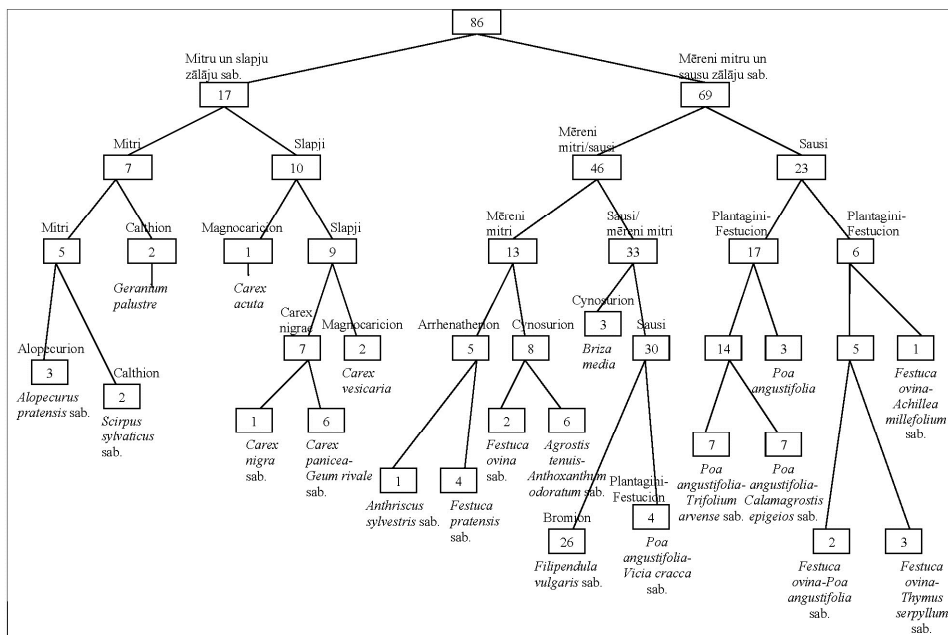 86
Mitru un slapju
zālāju sab.
17
Mēreni mitru un
sausu zālāju sab.
69
Mitri
7
Slapji
10
Mēreni
mitri/sausi
46
Sausi
23
Mitri
5
Calthion
2
Geranium
palustre
Magnocaricion
1
Carex
acuta
Slapji
9
Mēreni
mitri
13
Sausi/
mēreni mitri
33
Plantagini-
Festucion
17
Plantagini-
Festucion
6
Alopecurion
3
Alopecurus
pratensis sab.
Calthion
2
Scirpus
sylvaticus
sab.
Carex
nigrae
7
Magnocaricion
2
Carex
vesicaria
Arrhenatherion
5
Cynosurion
8
Cynosurion
3
Briza
media
Sausi
30
14
3
Poa
angustifolia
5
1
Festuca
ovina-
Achillea
millefolium
sab.
1
Carex
nigra
sab.
6
Carex
panicea-
Geum rivale
sab.
1
Anthriscus
sylvestris sab.
4
Festuca
pratensis
sab.
2
Festuca
ovina
sab.
6
Agrostis
tenuis-
Anthoxanthum
odoratum sab.
Bromion
26
Filipendula
vulgaris sab.
Plantagini-
Festucion
4
Poa
angustifolia-
Vicia cracca
sab.
7
Poa
angustifolia-
Trifolium
arvense sab.
7
Poa
angustifolia-
Calamagrostis
epigeios sab.
2
Festuca
ovina-Poa
angustifolia
sab.
3
Festuca
ovina-
Thymus
serpyllum
sab.